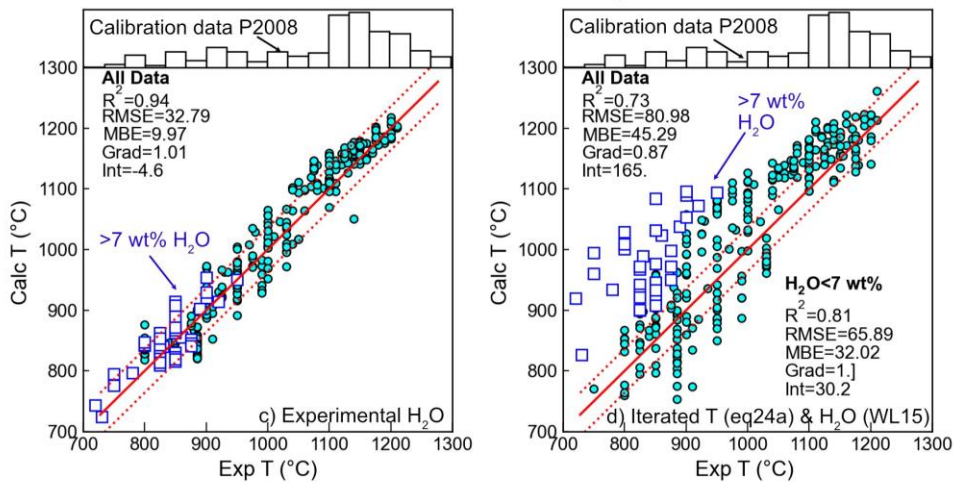 Calibration data P2008
1300
All Data
R²=0.94
RMSE=32.79
MBE=9.97
Grad=1.01
Int=-4.6
1200
1100
1000
900
800
700
>7 wt% H₂O
Calc T (°C)
c) Experimental H₂O
700 800 900 1000 1100 1200 1300
Exp T (°C)
Calibration data P2008
1300
All Data
R²=0.73
RMSE=80.98
MBE=45.29
Grad=0.87
Int=165.
>7 wt%
H₂O
1200
1100
1000
900
800
700
Calc T (°C)
H₂O<7 wt%
R²=0.81
RMSE=65.89
MBE=32.02
Grad=1.]
Int=30.2
d) Iterated T (eq24a) & H₂O (WL15)
700 800 900 1000 1100 1200 1300
Exp T (°C)